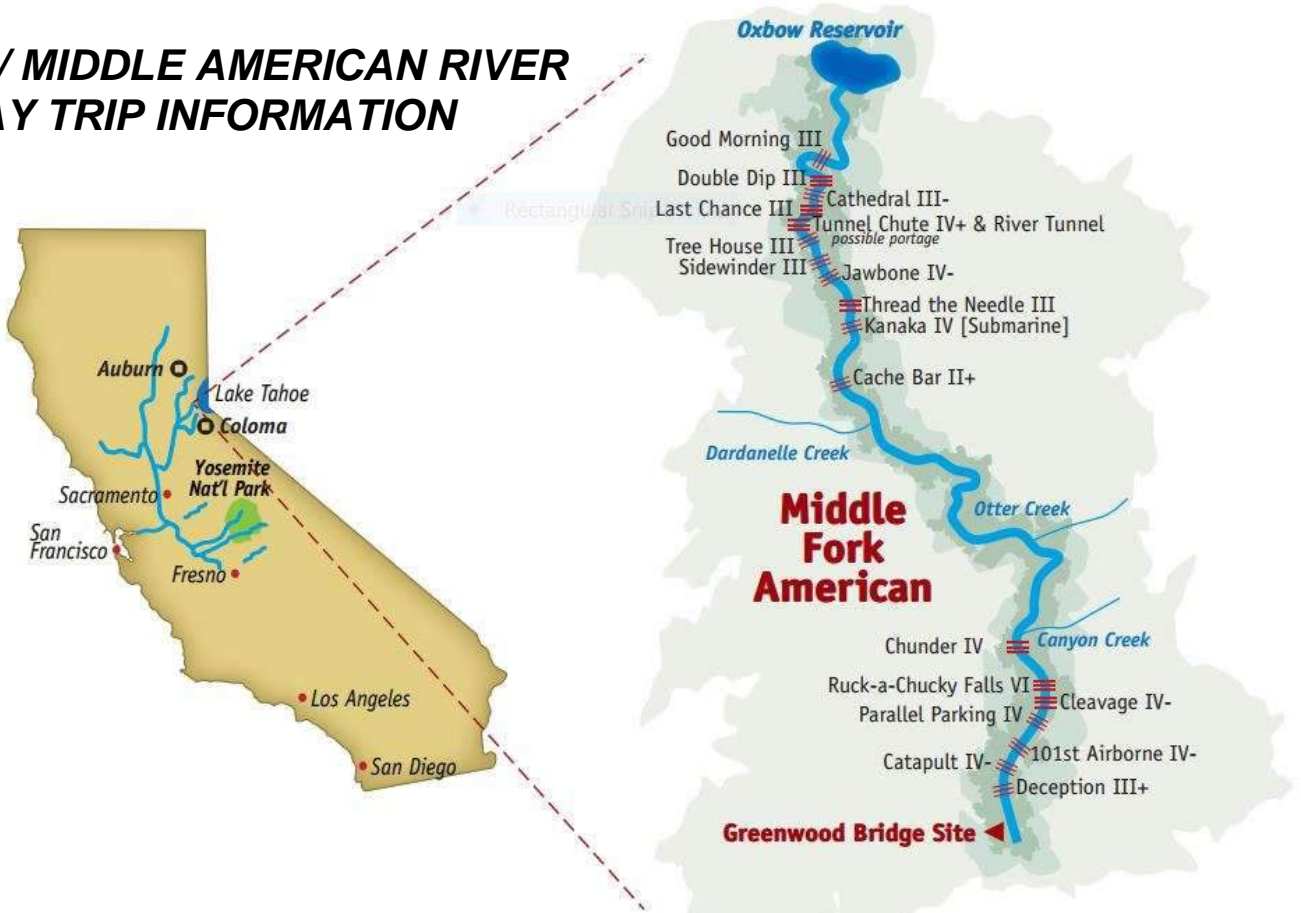 / MIDDLE AMERICAN RIVER
AY TRIP INFORMATION
Oxbow Reservoir
Good Morning III
Double Dip III
Cathedral III-
Rectangular Snip
Last Chance III
Tunnel Chute IV+ & River Tunnel
possible portage
Tree House III
Sidewinder III
Jawbone IV-
Thread the Needle III
Kanaka IV [Submarine]
Cache Bar II+
Dardanelle Creek
Otter Creek
Middle
Fork
American
Canyon Creek
Chunder IV
Ruck-a-Chucky Falls VI
Cleavage IV-
Parallel Parking IV
101st Airborne IV-
Catapult IV-
Deception III+
Greenwood Bridge Site
Auburn
Lake Tahoe
Coloma
Yosemite
Nat'l Park
Sacramento
San
Francisco
Fresno
Los Angeles
San Diego